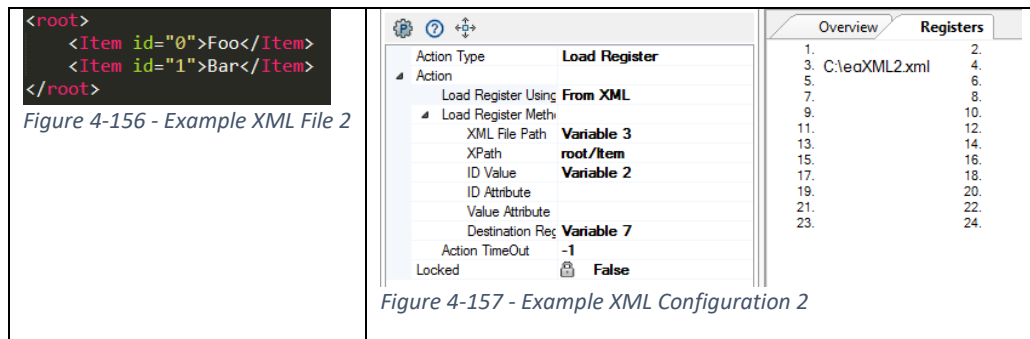 <root>
<Item id="0">Foo</Item>
<Item id="1">Bar</Item>
</root>
Figure 4-156 - Example XML File 2
Action Type Load Register
Action
Load Register Using From XML
Load Register Meth
XML File Path Variable 3
XPath root/Item
ID Value Variable 2
ID Attribute
Value Attribute
Destination Reg Variable 7
Action TimeOut -1
Locked False
Overview Registers
1. 2.
3. C:\eaXML2.xml 4.
5. 6.
7. 8.
9. 10.
11. 12.
13. 14.
15. 16.
17. 18.
19. 20.
21. 22.
23. 24.
Figure 4-157 - Example XML Configuration 2